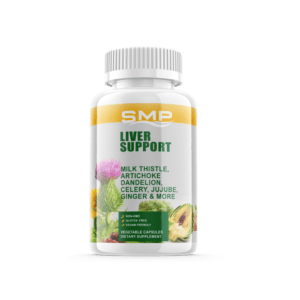 SMP
LIVER
SUPPORT
MILK THISTLE,
ARTICHOKE
DANDELION,
CELERY, JUJUBE,
GINGER & MORE
NON-GMO
GLUTEN FREE
VEGAN FRIENDLY
VEGETABLE CAPSULES
DIETARY SUPPLEMENT